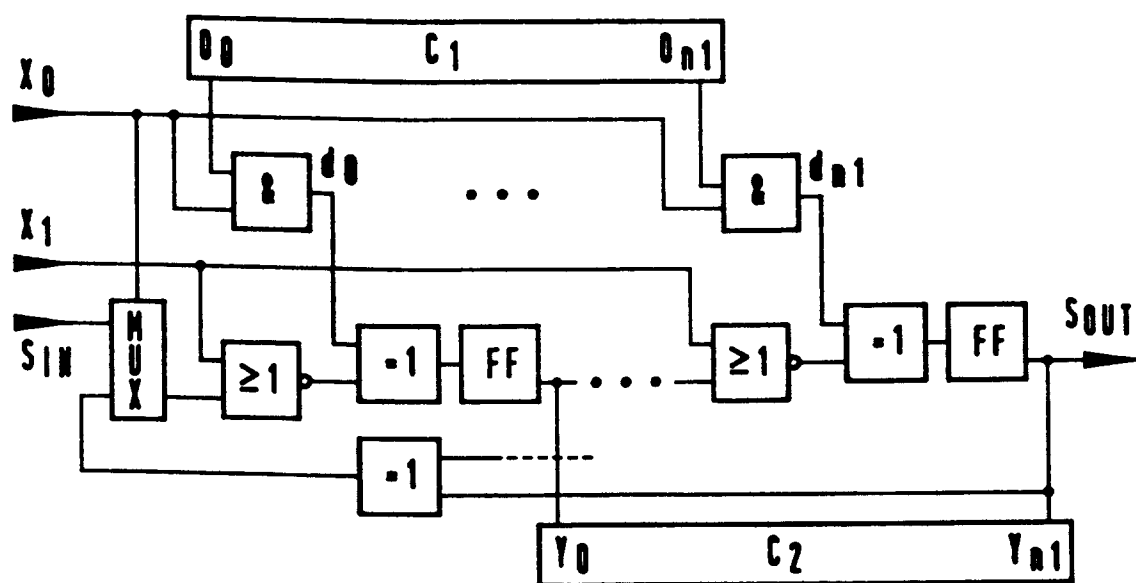 D0 C1 On1
X0
& d0 . . . & dn1
X1
SIN MUX ≥1 =1 FF . . . . ≥1 =1 FF SOUT
=1
Y0 C2 Yn1